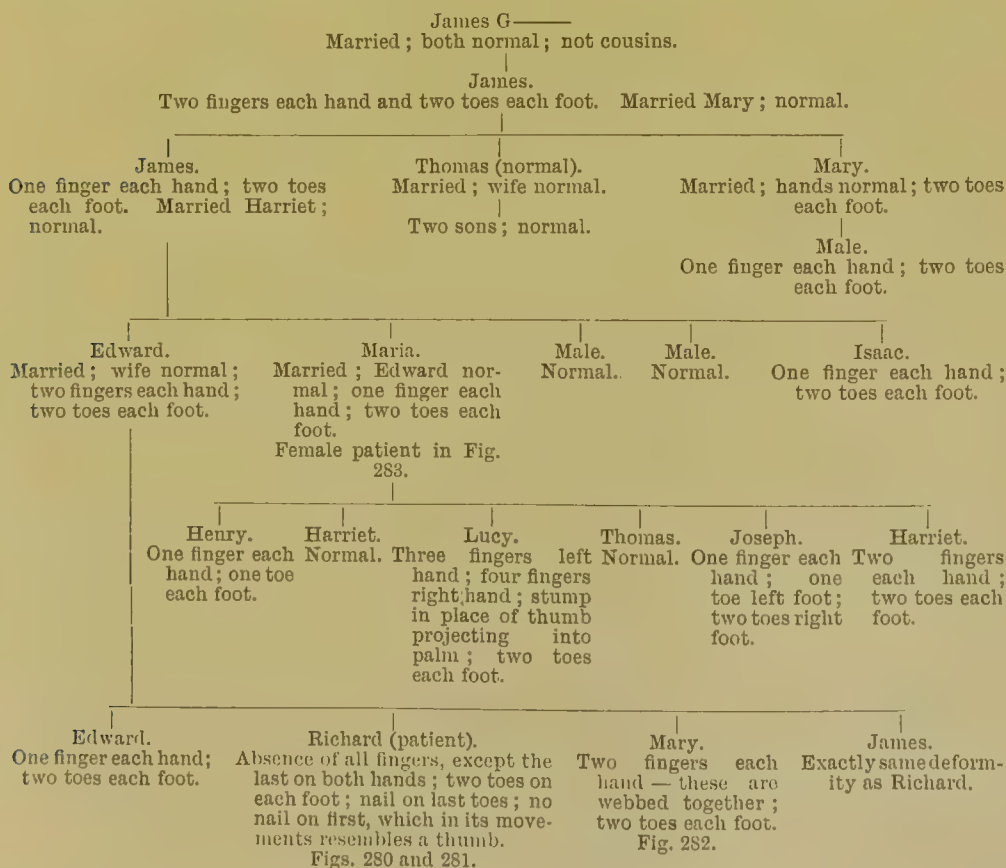 James G——
Married ; both normal ; not cousins.
James.
Two fingers each hand and two toes each foot. Married Mary ; normal.
James.
One finger each hand ; two toes
each foot. Married Harriet ;
normal.
Thomas (normal).
Married ; wife normal.
Two sons ; normal.
Mary.
Married ; hands normal ; two toes
each foot.
Male.
One finger each hand ; two toes
each foot.
Edward.
Married ; wife normal ;
two fingers each hand ;
two toes each foot.
Maria.
Married ; Edward nor-
mal ; one finger each
hand ; two toes each
foot.
Female patient in Fig.
283.
Male.
Normal.
Male.
Normal.
Isaac.
One finger each hand ;
two toes each foot.
Henry.
One finger each
hand ; one toe
each foot.
Harriet.
Normal.
Lucy.
Three fingers left
hand ; four fingers
right hand ; stump
in place of thumb
projecting into
palm ; two toes
each foot.
Thomas.
Normal.
Joseph.
One finger each
hand ; one
toe left foot ;
two toes right
foot.
Harriet.
Two fingers
each hand ;
two toes each
foot.
Edward.
One finger each hand ;
two toes each foot.
Richard (patient).
Absence of all fingers, except the
last on both hands ; two toes on
each foot ; nail on last toes ; no
nail on first, which in its move-
ments resembles a thumb.
Figs. 280 and 281.
Mary.
Two fingers each
hand — these are
webbed together ;
two toes each foot.
Fig. 282.
James.
Exactly same deform-
ity as Richard.